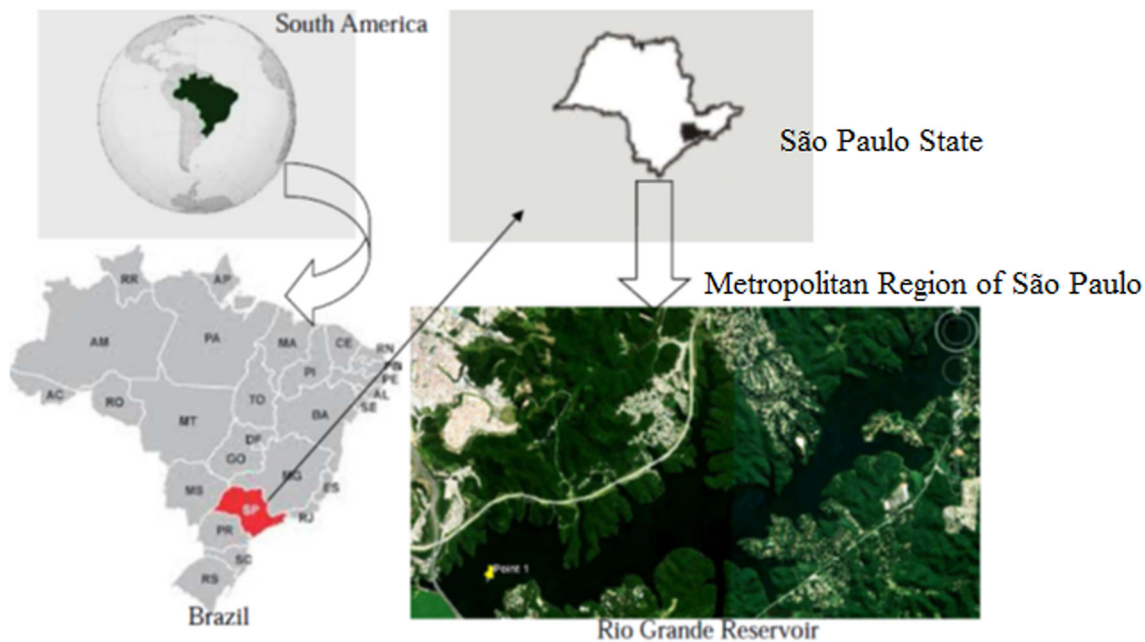 South America
São Paulo State
Metropolitan Region of São Paulo
RR
AP
AM
PA
MA
CE
RN
PB
PE
AL
SE
PI
AC
RO
TO
BA
MT
DF
GO
MG
ES
MS
SP
RJ
PR
SC
RS
Brazil
Point 1
Rio Grande Reservoir